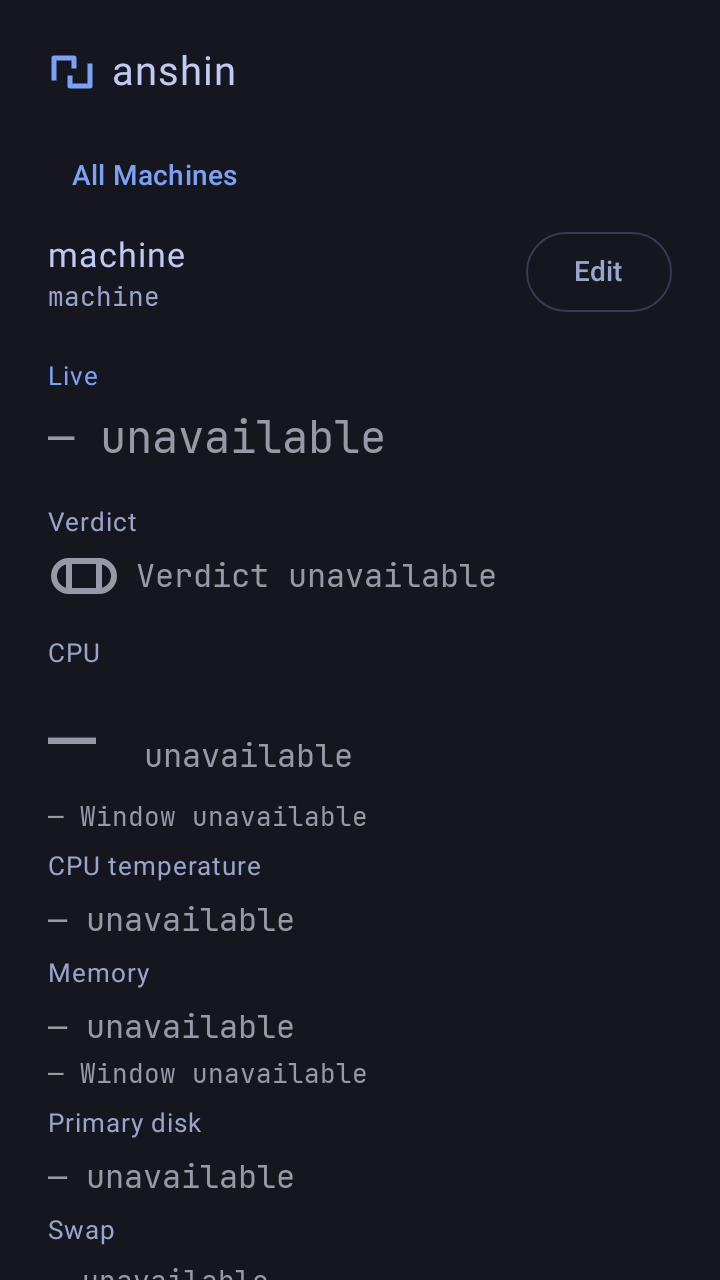 anshin
All Machines
machine
machine
Edit
Live
— unavailable
Verdict
Verdict unavailable
CPU
— unavailable
— Window unavailable
CPU temperature
— unavailable
Memory
— unavailable
— Window unavailable
Primary disk
— unavailable
Swap
unavailable